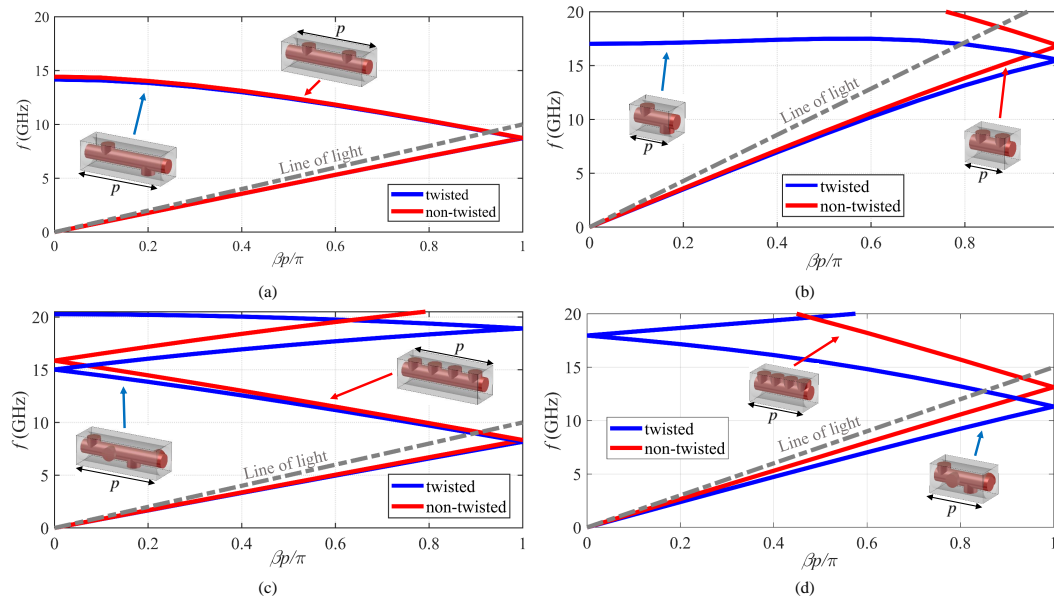 (a)
20
15
10
5
0
f (GHz)
0
0.2
0.4
0.6
0.8
1
βp/π
p
p
Line of light
twisted
non-twisted
(b)
20
15
10
5
0
f (GHz)
0
0.2
0.4
0.6
0.8
βp/π
p
p
Line of light
twisted
non-twisted
(c)
20
15
10
5
0
f (GHz)
0
0.2
0.4
0.6
0.8
1
βp/π
p
p
Line of light
twisted
non-twisted
(d)
20
15
10
5
0
f (GHz)
0
0.2
0.4
0.6
0.8
1
βp/π
p
p
Line of light
twisted
non-twisted